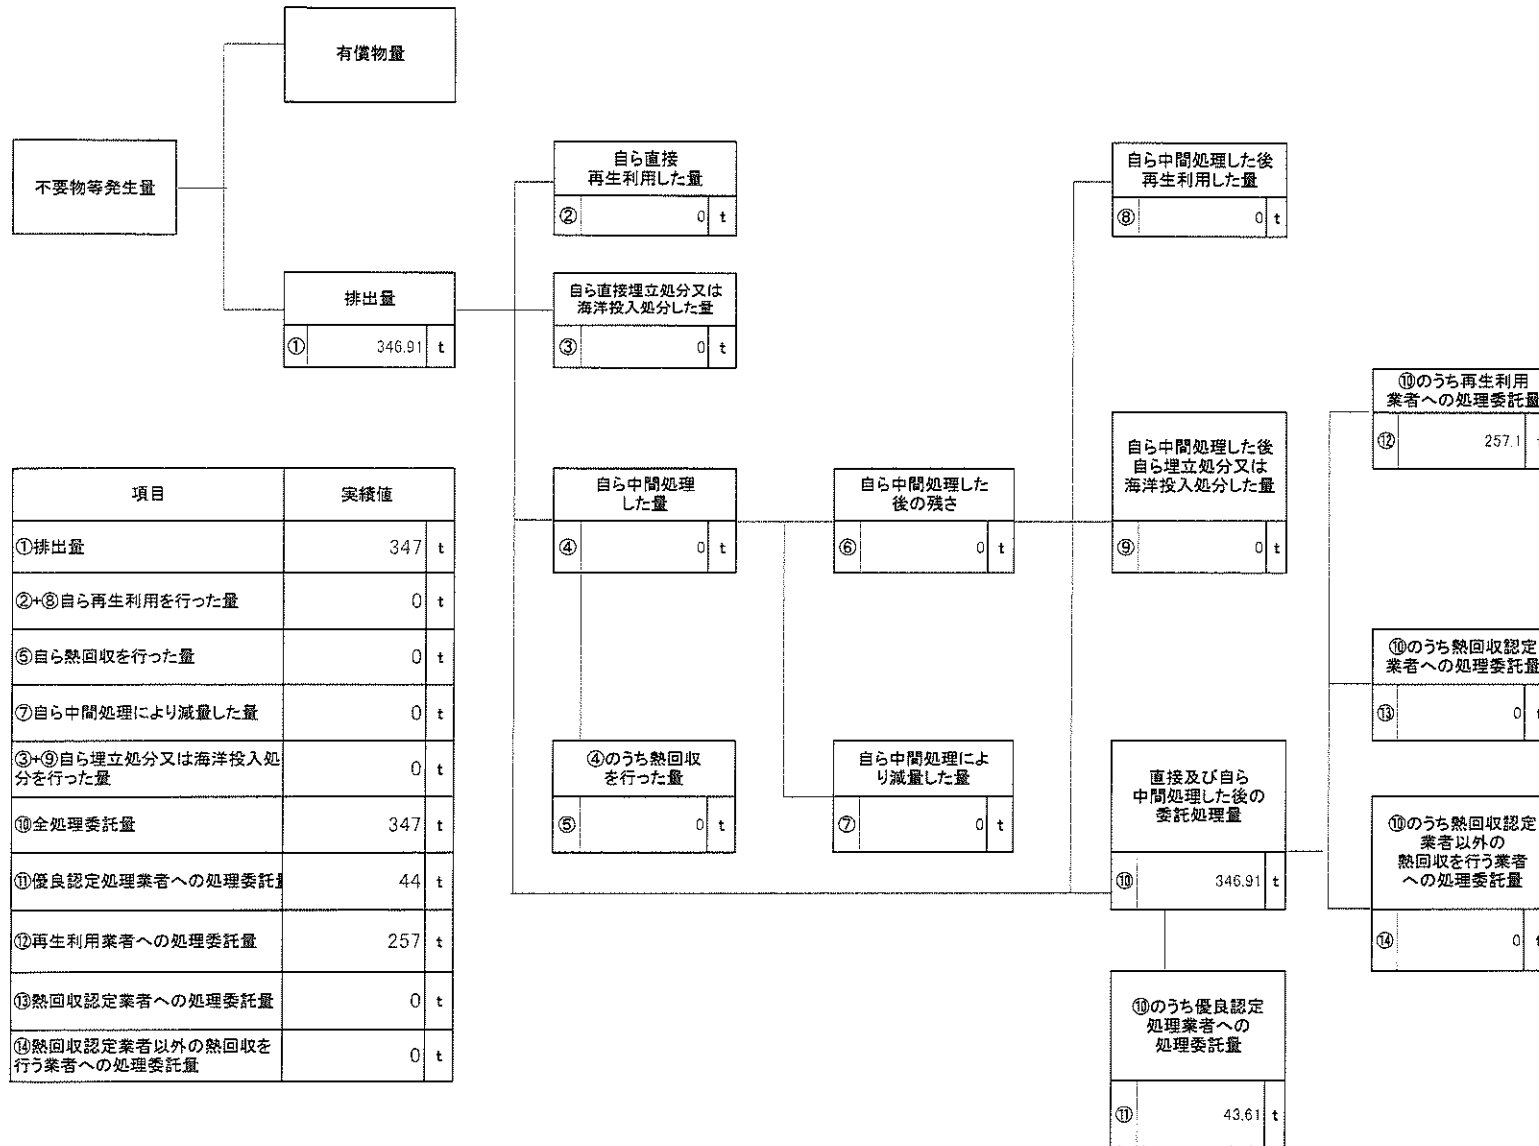 有償物量
不要物等発生量
排出量
① 346.91 t
自ら直接
再生利用した量
② 0 t
自ら直接埋立処分又は
海洋投入処分した量
③ 0 t
自ら中間処理
した量
④ 0 t
④のうち熱回収
を行った量
⑤ 0 t
自ら中間処理した
後の残さ
⑥ 0 t
自ら中間処理によ
り減量した量
⑦ 0 t
自ら中間処理した後
再生利用した量
⑧ 0 t
自ら中間処理した後
自ら埋立処分又は
海洋投入処分した量
⑨ 0 t
直接及び自ら
中間処理した後の
委託処理量
⑩ 346.91 t
⑩のうち優良認定
処理業者への
処理委託量
⑪ 43.61 t
⑩のうち再生利用
業者への処理委託量
⑫ 257.1
⑩のうち熱回収認定
業者への処理委託量
⑬ 0
⑩のうち熱回収認定
業者以外の
熱回収を行う業者
への処理委託量
⑭ 0
項目 実績値
①排出量 347 t
②+⑧自ら再生利用を行った量 0 t
⑤自ら熱回収を行った量 0 t
⑦自ら中間処理により減量した量 0 t
③+⑨自ら埋立処分又は海洋投入処
分を行った量 0 t
⑩全処理委託量 347 t
⑪優良認定処理業者への処理委託 44 t
⑫再生利用業者への処理委託量 257 t
⑬熱回収認定業者への処理委託量 0 t
⑭熱回収認定業者以外の熱回収を
行う業者への処理委託量 0 t